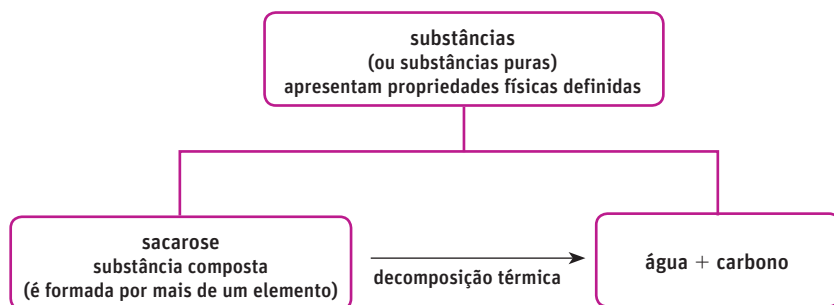 substâncias
(ou substâncias puras)
apresentam propriedades físicas definidas
sacarose
substância composta
(é formada por mais de um elemento)
decomposição térmica
água + carbono